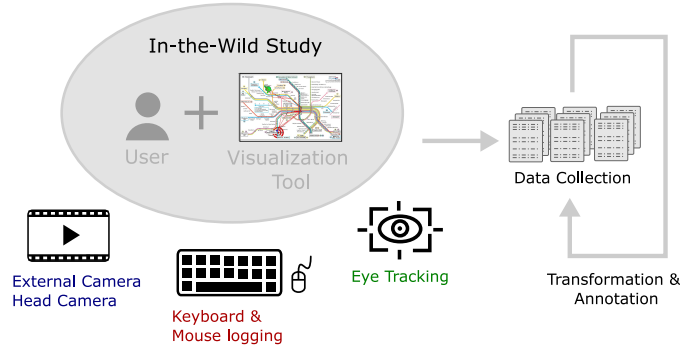 In-the-Wild Study
User
Visualization
Tool
Data Collection
External Camera
Head Camera
Keyboard &
Mouse logging
Eye Tracking
Transformation &
Annotation